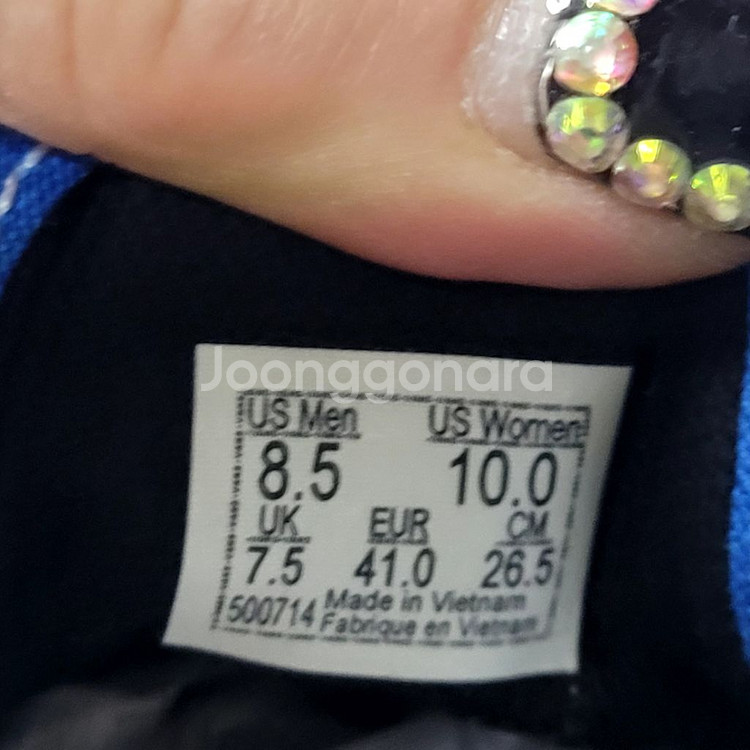 Joonggonara
US Men US Women
8.5 10.0
UK EUR CM
7.5 41.0 26.5
500714 Made in Vietnam
Fabrique en Vietnam